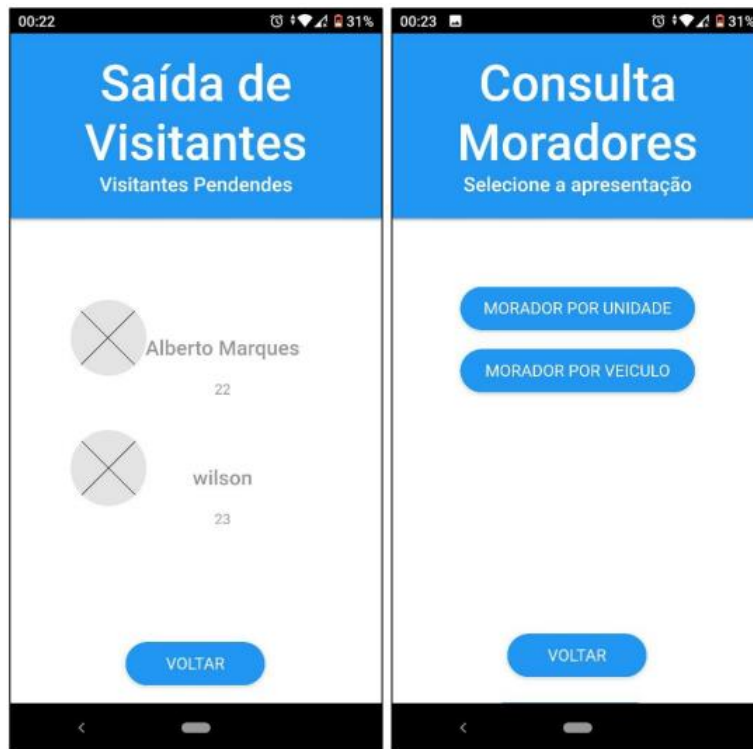 00:22
31%
Saída de
Visitantes
Visitantes Pendendes
Alberto Marques
22
wilson
23
VOLTAR
00:23
31%
Consulta
Moradores
Selecione a apresentação
MORADOR POR UNIDADE
MORADOR POR VEICULO
VOLTAR